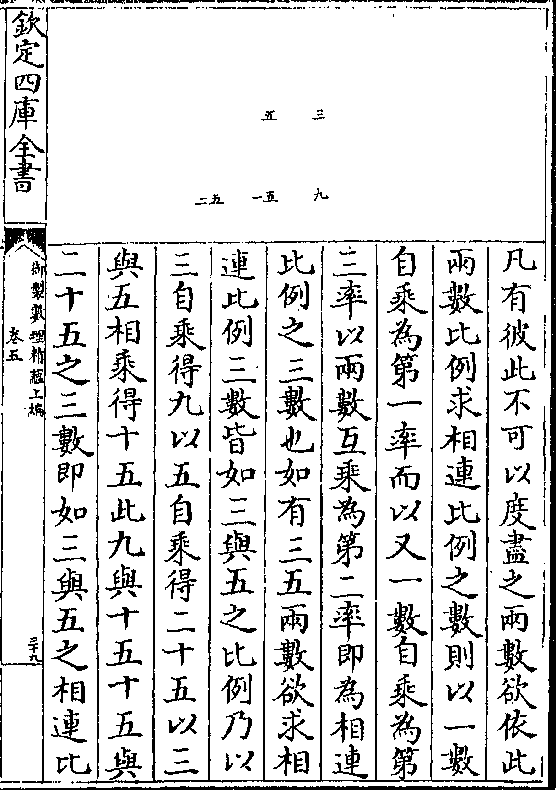 三
五
九
一五
二五
凡有彼此不可以度盡之兩數欲依此
兩數比例求相連比例之數則以一數
自乘為第一率而以又一數自乘為第
三率以兩數互乘為第二率即為相連
比例之三數也如有三五兩數欲求相
連比例三數皆如三與五之比例乃以
三自乘得九以五自乘得二十五以三
與五相乘得十五此九與十五十五與
二十五之三數即如三與五之相連比
欽定四庫全書
御製數理精蘊上編
卷五
三十九